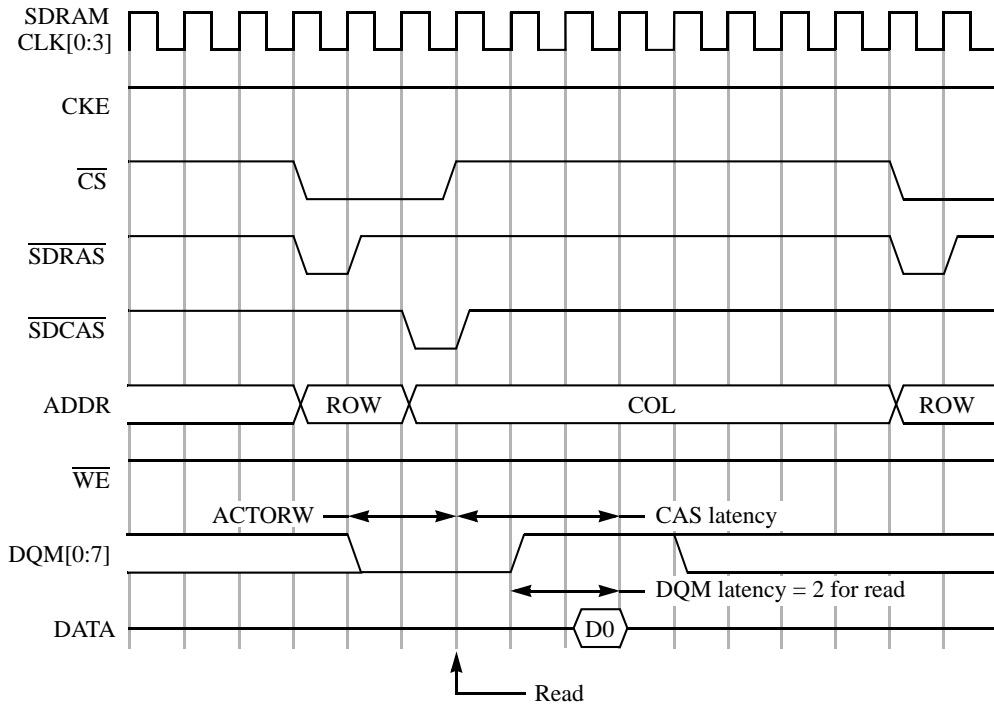 SDRAM
CLK[0:3]
CKE
CS
SDRAS
SDCAS
ADDR
ROW
COL
ROW
WE
ACTORW
CAS latency
DQM[0:7]
DQM latency = 2 for read
DATA
D0
Read